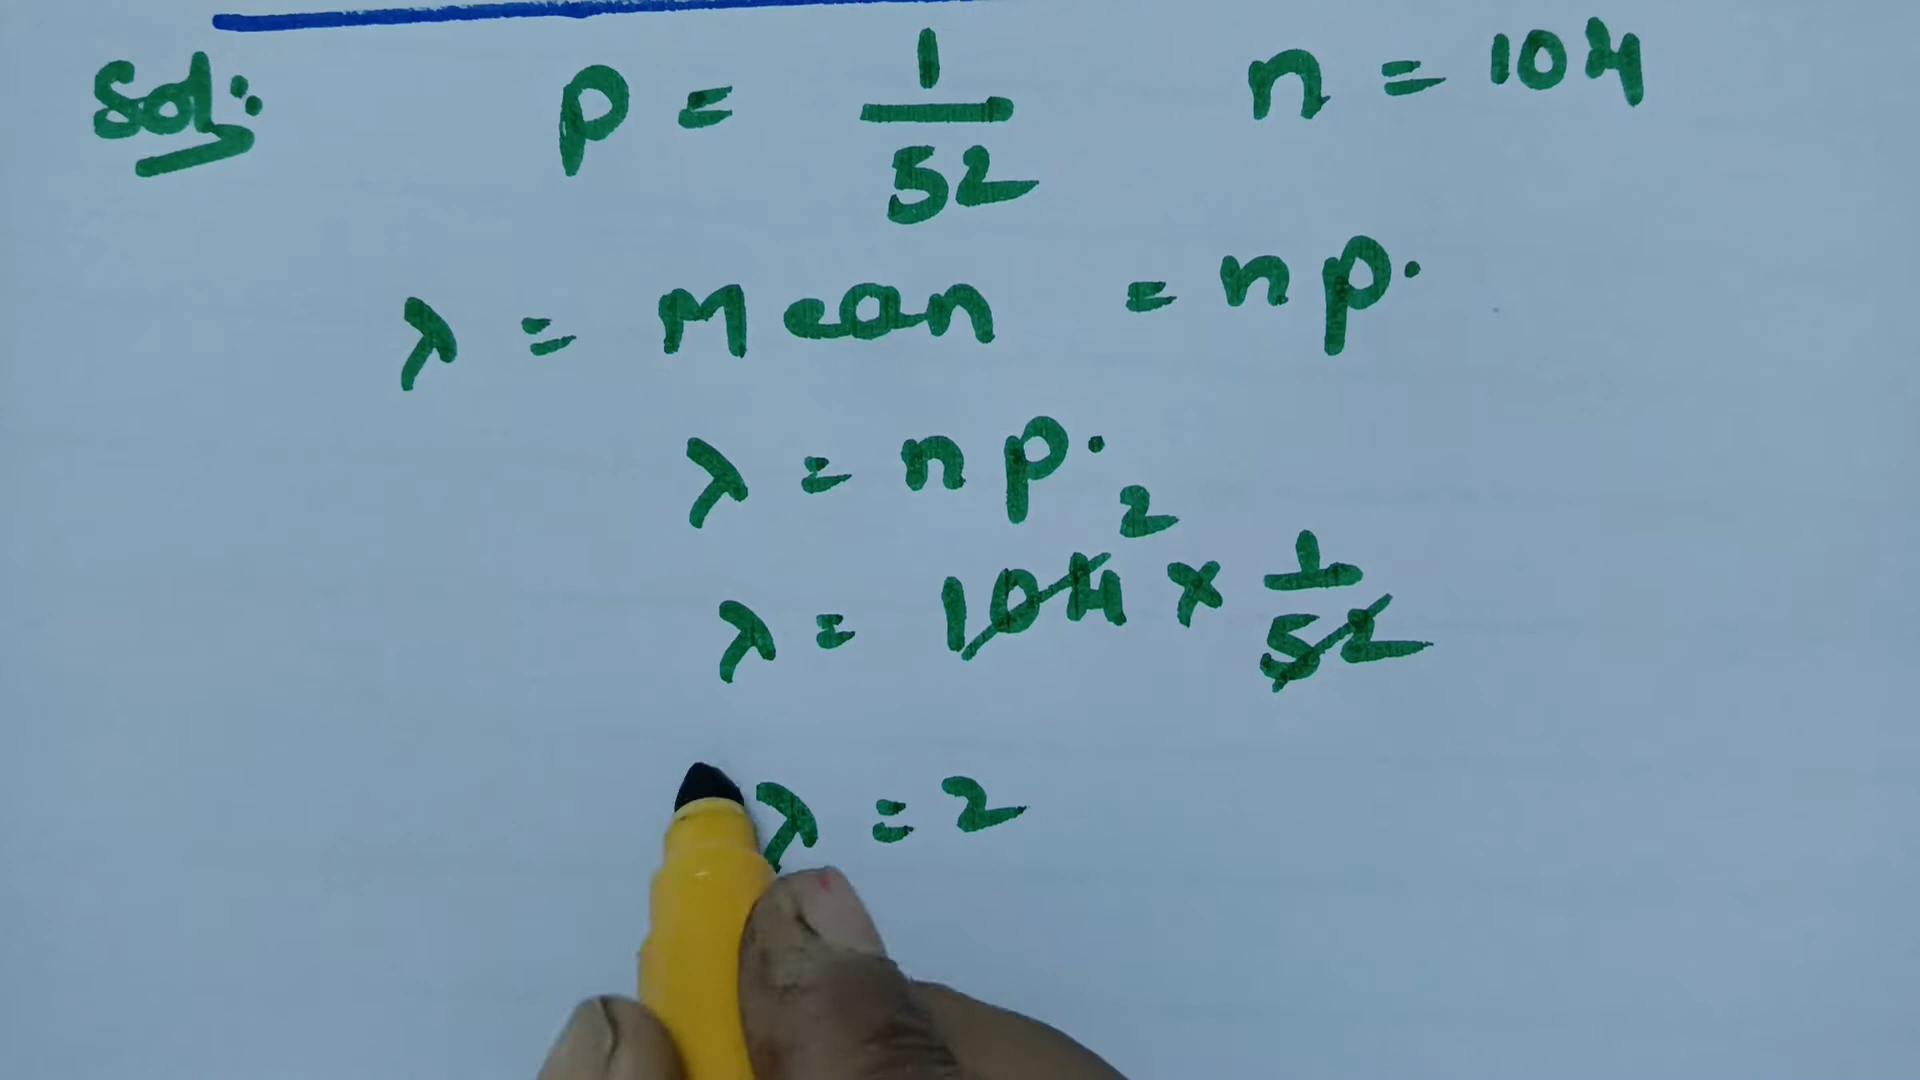 Sol: p = 1/52 n = 104
λ = Mean = np.
λ = np.
λ = 104 × 1/52 2
λ = 2